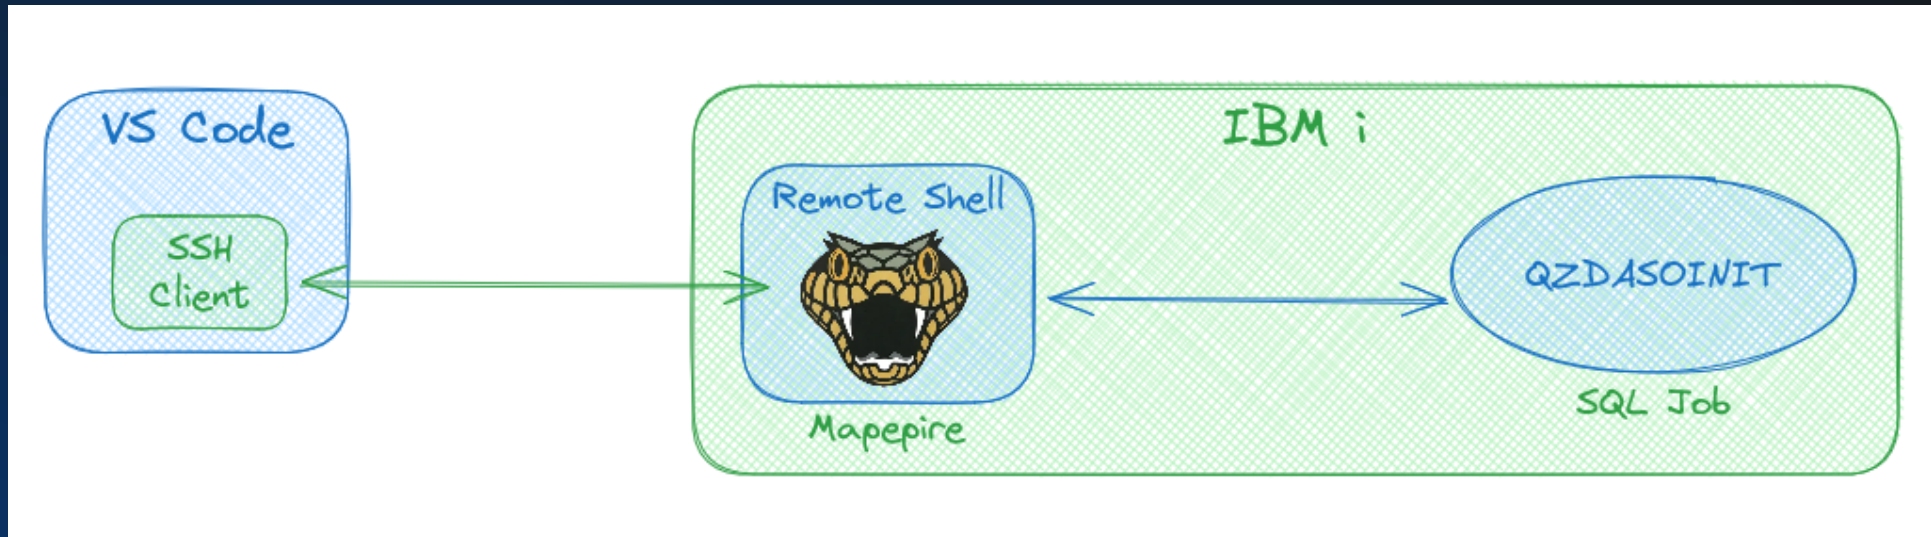 VS Code
SSH
Client
IBM i
Remote Shell
Mapepire
QZDASOINIT
SQL Job